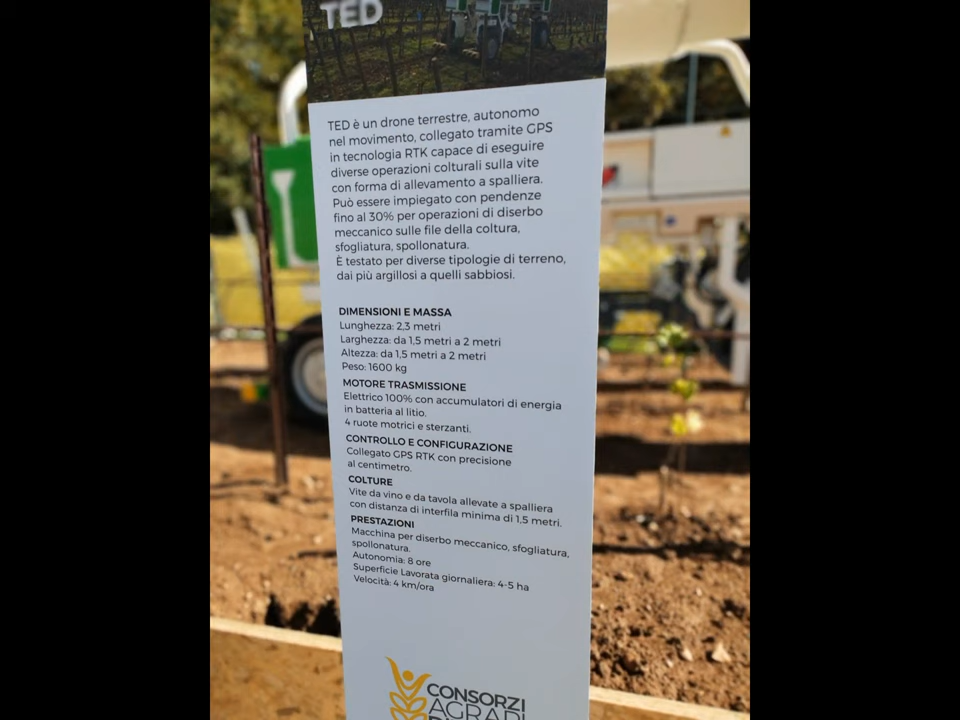 TED
TED è un drone terrestre, autonomo
nel movimento, collegato tramite GPS
in tecnologia RTK capace di eseguire
diverse operazioni colturali sulla vite
con forma di allevamento a spalliera.
Può essere impiegato con pendenze
fino al 30% per operazioni di diserbo
meccanico sulle file della coltura,
sfogliatura, spollonatura.
È testato per diverse tipologie di terreno,
dai più argillosi a quelli sabbiosi.
DIMENSIONI E MASSA
Lunghezza: 2,3 metri
Larghezza: da 1,5 metri a 2 metri
Altezza: da 1,5 metri a 2 metri
Peso: 1600 kg
MOTORE TRASMISSIONE
Elettrico 100% con accumulatori di energia
in batteria al litio.
4 ruote motrici e sterzanti.
CONTROLLO E CONFIGURAZIONE
Collegato GPS RTK con precisione
al centimetro.
COLTURE
Vite da vino e da tavola allevate a spalliera
con distanza di interfila minima di 1,5 metri.
PRESTAZIONI
Macchina per diserbo meccanico, sfogliatura,
spollonatura.
Autonomia: 8 ore
Superficie Lavorata giornaliera: 4-5 ha
Velocità: 4 km/ora
CONSORZI
AGRARI